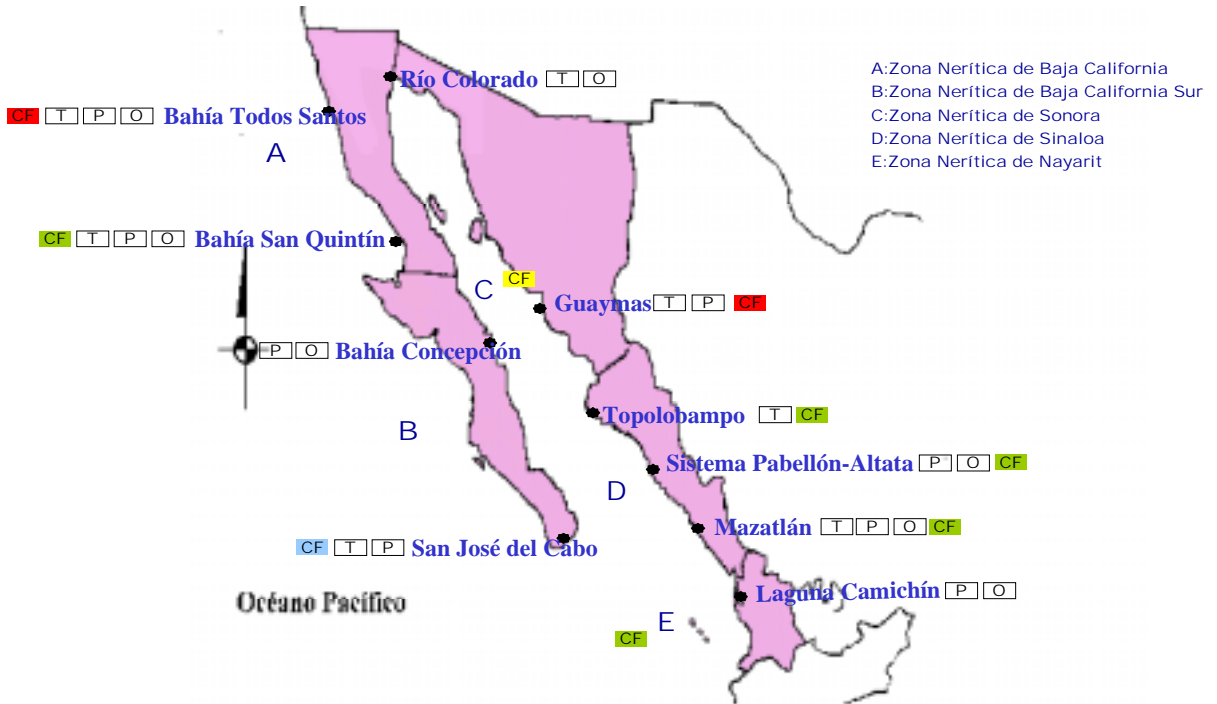 Río Colorado T O
A:Zona Nerítica de Baja California
B:Zona Nerítica de Baja California Sur
C:Zona Nerítica de Sonora
D:Zona Nerítica de Sinaloa
E:Zona Nerítica de Nayarit
CF T P O Bahía Todos Santos
A
CF T P O Bahía San Quintín
C
CF
Guaymas T P CF
P O Bahía Concepción
Topolobampo T CF
B
Sistema Pabellón-Altata P O CF
D
Mazatlán T P O CF
CF T P San José del Cabo
Laguna Camichín P O
Océano Pacífico
E
CF